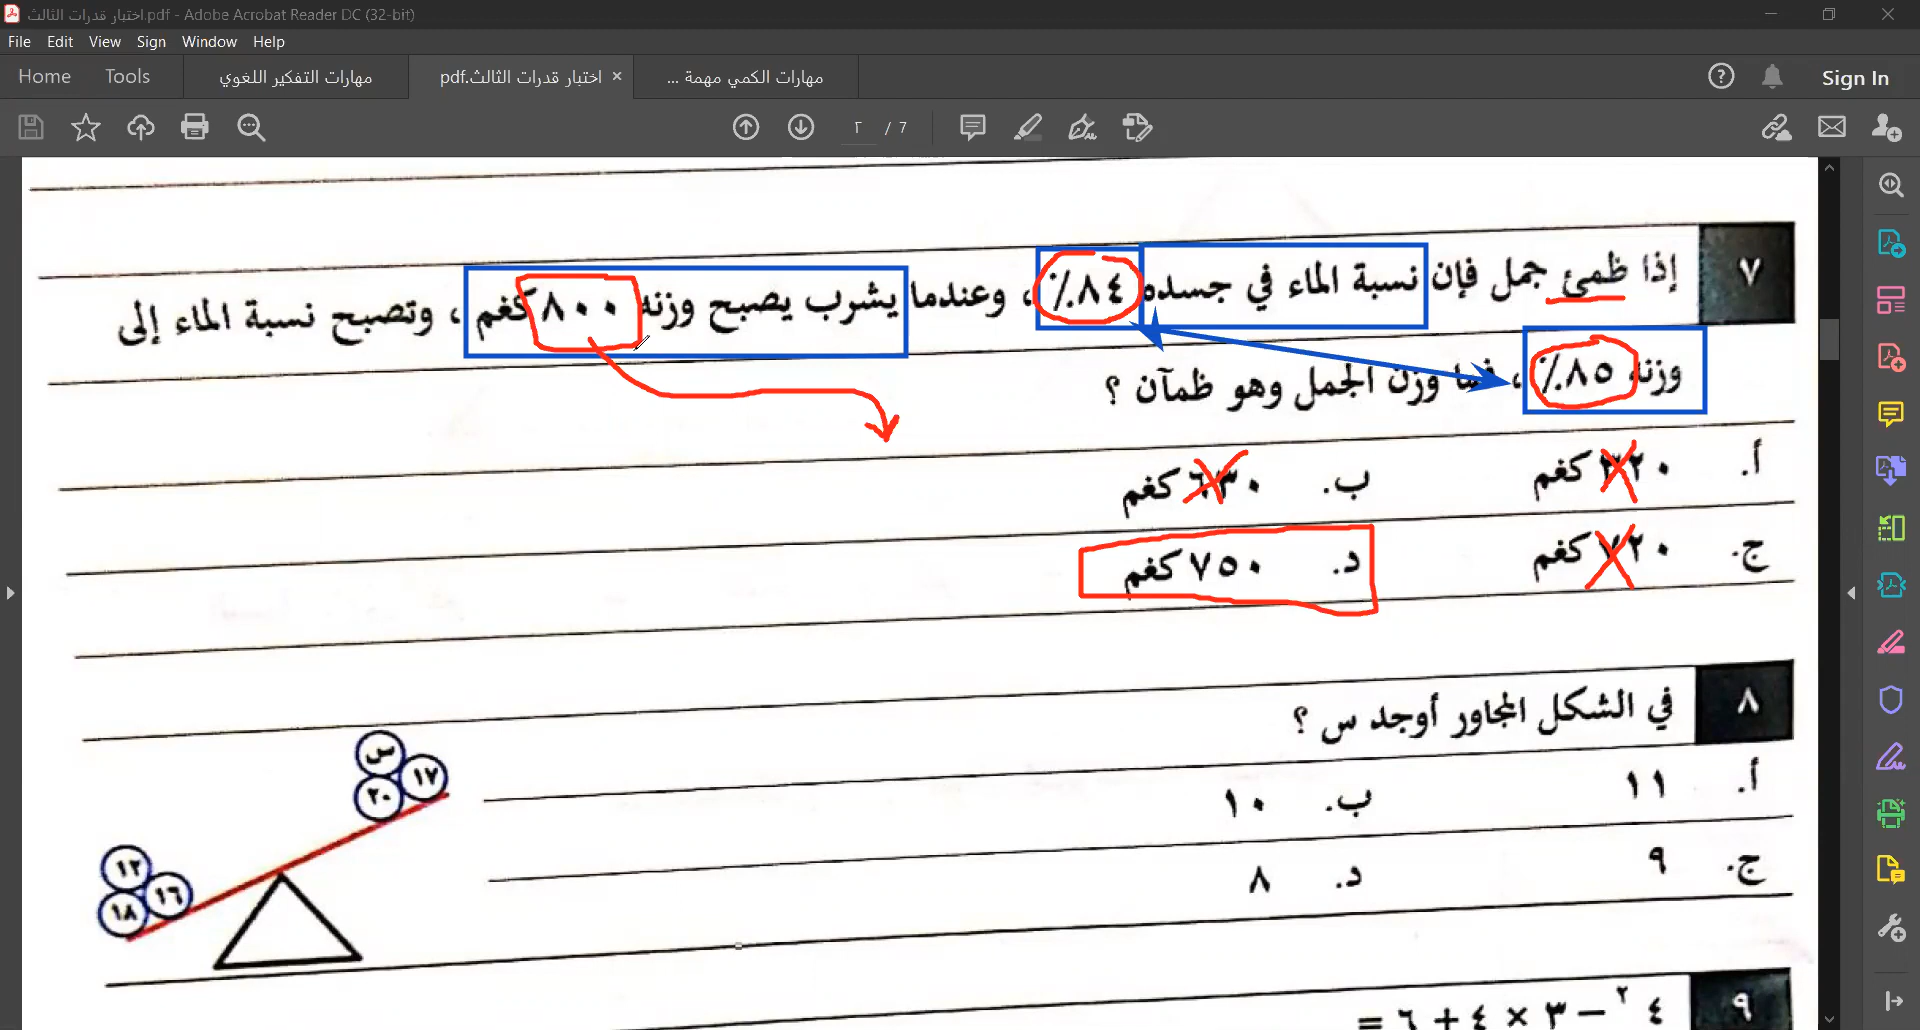 اختبار قدرات الثالث.pdf - Adobe Acrobat Reader DC (32-bit)
File Edit View Sign Window Help
Home Tools مهارات التفكير اللغوي اختبار قدرات الثالث.pdf × مهارات الكمي مهمة ... Sign In
٢ / 7
٧ إذا ظمئ جمل فإن نسبة الماء في جسده ٨٤٪ ، وعندما يشرب يصبح وزنه ٨٠٠ كغم ، وتصبح نسبة الماء إلى
وزنه ٨٥٪ ، فما وزن الجمل وهو ظمآن ؟
أ. ٣٢٠ كغم ب. ٦٣٠ كغم
ج. ٧٢٠ كغم د. ٧٥٠ كغم
٨ في الشكل المجاور أوجد س ؟
أ. ١١ ب. ١٠
ج. ٩ د. ٨
س
١٧
٢٠
١٢
١٦
١٨
٩ ٤ ٢ − ٣ × ٤ + ٦ =